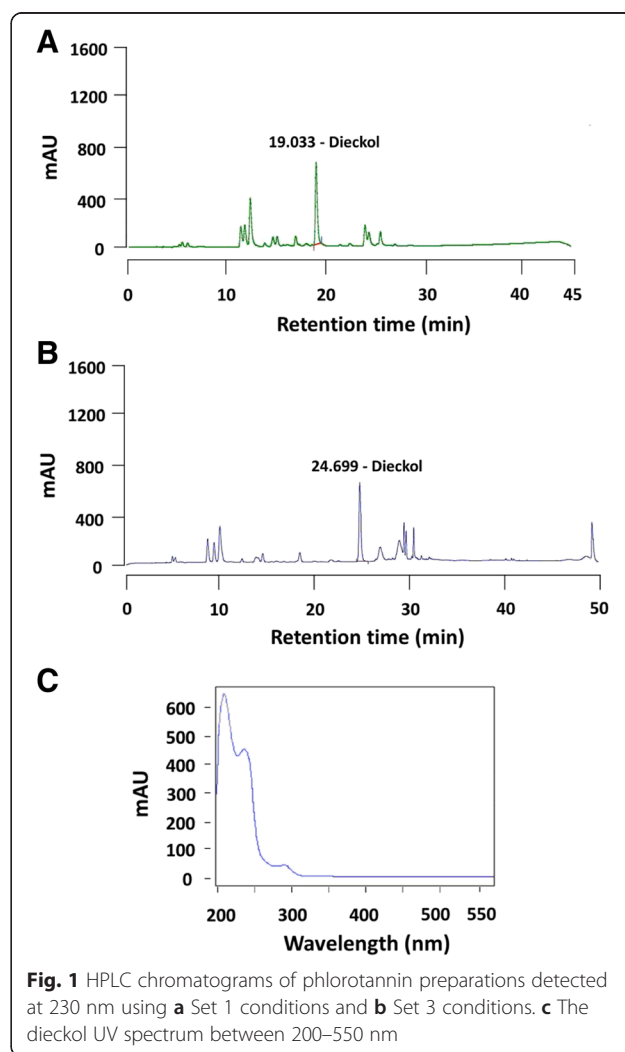 A
1600
1200
800
400
0
mAU
19.033 - Dieckol
0 10 20 30 40 45
Retention time (min)
B
1600
1200
800
400
0
mAU
24.699 - Dieckol
0 10 20 30 40 50
Retention time (min)
C
600
500
400
300
200
100
0
mAU
200 300 400 500 550
Wavelength (nm)
Fig. 1 HPLC chromatograms of phlorotannin preparations detected
at 230 nm using a Set 1 conditions and b Set 3 conditions. c The
dieckol UV spectrum between 200–550 nm